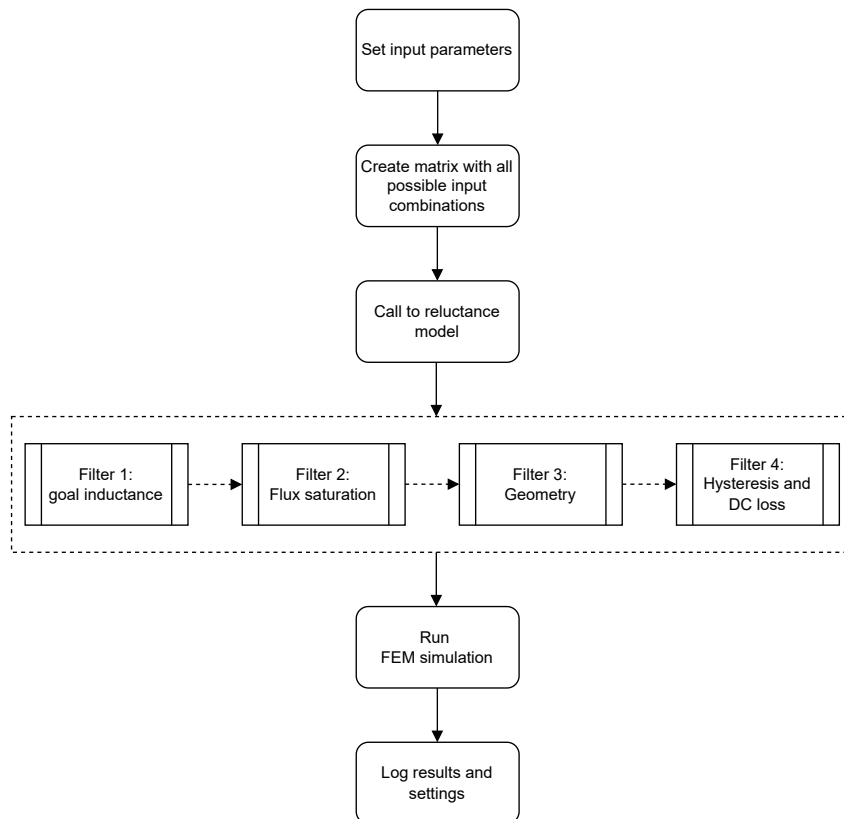 Set input parameters
Create matrix with all
possible input
combinations
Call to reluctance
model
Filter 1:
goal inductance
Filter 2:
Flux saturation
Filter 3:
Geometry
Filter 4:
Hysteresis and
DC loss
Run
FEM simulation
Log results and
settings